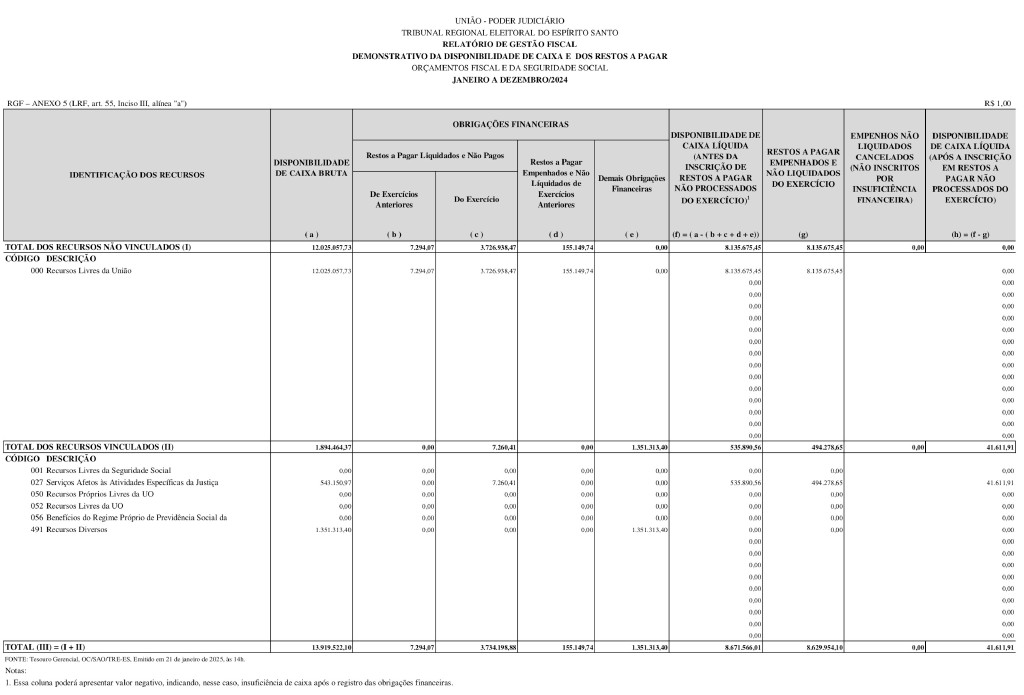 UNIÃO - PODER JUDICIÁRIO
TRIBUNAL REGIONAL ELEITORAL DO ESPÍRITO SANTO
RELATÓRIO DE GESTÃO FISCAL
DEMONSTRATIVO DA DISPONIBILIDADE DE CAIXA E DOS RESTOS A PAGAR
ORÇAMENTOS FISCAL E DA SEGURIDADE SOCIAL
JANEIRO A DEZEMBRO/2024
RGF – ANEXO 5 (LRF, art. 55, Inciso III, alínea "a") R$ 1,00
IDENTIFICAÇÃO DOS RECURSOS
DISPONIBILIDADE
DE CAIXA BRUTA
( a )
OBRIGAÇÕES FINANCEIRAS
Restos a Pagar Liquidados e Não Pagos
De Exercícios
Anteriores
( b )
Do Exercício
( c )
Restos a Pagar
Empenhados e Não
Liquidados de
Exercícios
Anteriores
( d )
Demais Obrigações
Financeiras
( e )
DISPONIBILIDADE DE
CAIXA LÍQUIDA
(ANTES DA
INSCRIÇÃO DE
RESTOS A PAGAR
NÃO PROCESSADOS
DO EXERCÍCIO)1
(f) = ( a - ( b + c + d + e))
RESTOS A PAGAR
EMPENHADOS E
NÃO LIQUIDADOS
DO EXERCÍCIO
(g)
EMPENHOS NÃO
LIQUIDADOS
CANCELADOS
(NÃO INSCRITOS
POR
INSUFICIÊNCIA
FINANCEIRA)
DISPONIBILIDADE
DE CAIXA LÍQUIDA
(APÓS A INSCRIÇÃO
EM RESTOS A
PAGAR NÃO
PROCESSADOS DO
EXERCÍCIO)
(h) = (f - g)
TOTAL DOS RECURSOS NÃO VINCULADOS (I) 12.025.057,73 7.294,07 3.726.938,47 155.149,74 0,00 8.135.675,45 8.135.675,45 0,00 0,00
CÓDIGO DESCRIÇÃO
000 Recursos Livres da União 12.025.057,73 7.294,07 3.726.938,47 155.149,74 0,00 8.135.675,45 8.135.675,45 0,00
0,00 0,00
0,00 0,00
0,00 0,00
0,00 0,00
0,00 0,00
0,00 0,00
0,00 0,00
0,00 0,00
0,00 0,00
0,00 0,00
0,00 0,00
0,00 0,00
0,00 0,00
0,00 0,00
TOTAL DOS RECURSOS VINCULADOS (II) 1.894.464,37 0,00 7.260,41 0,00 1.351.313,40 535.890,56 494.278,65 0,00 41.611,91
CÓDIGO DESCRIÇÃO
001 Recursos Livres da Seguridade Social 0,00 0,00 0,00 0,00 0,00 0,00 0,00 0,00
027 Serviços Afetos às Atividades Específicas da Justiça 543.150,97 0,00 7.260,41 0,00 0,00 535.890,56 494.278,65 41.611,91
050 Recursos Próprios Livres da UO 0,00 0,00 0,00 0,00 0,00 0,00 0,00 0,00
052 Recursos Livres da UO 0,00 0,00 0,00 0,00 0,00 0,00 0,00 0,00
056 Benefícios do Regime Próprio de Previdência Social da 0,00 0,00 0,00 0,00 0,00 0,00 0,00 0,00
491 Recursos Diversos 1.351.313,40 0,00 0,00 0,00 1.351.313,40 0,00 0,00 0,00
0,00 0,00
0,00 0,00
0,00 0,00
0,00 0,00
0,00 0,00
0,00 0,00
0,00 0,00
0,00 0,00
0,00 0,00
TOTAL (III) = (I + II) 13.919.522,10 7.294,07 3.734.198,88 155.149,74 1.351.313,40 8.671.566,01 8.629.954,10 0,00 41.611,91
FONTE: Tesouro Gerencial, OC/SAO/TRE-ES, Emitido em 21 de janeiro de 2025, às 14h.
Notas:
1. Essa coluna poderá apresentar valor negativo, indicando, nesse caso, insuficiência de caixa após o registro das obrigações financeiras.